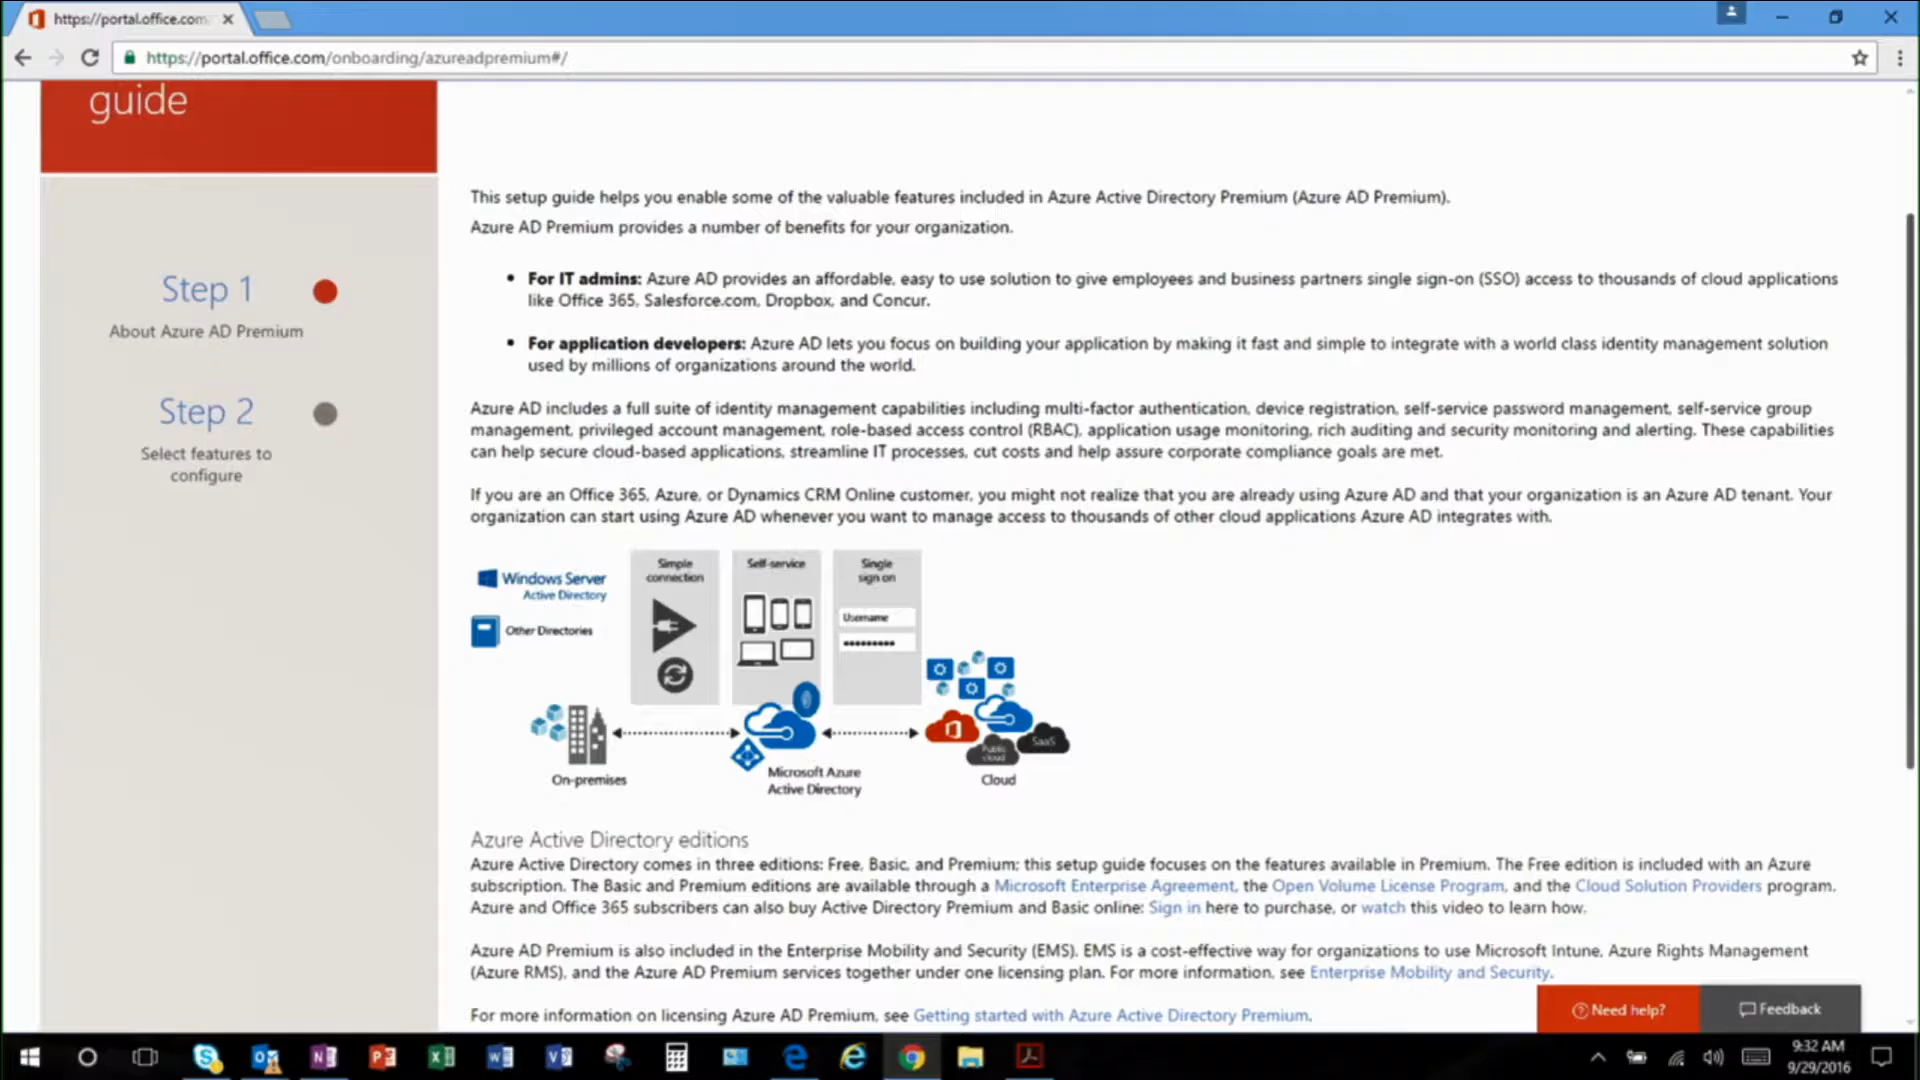 https://portal.office.com
https://portal.office.com/onboarding/azureadpremium#/
guide
Step 1
About Azure AD Premium
Step 2
Select features to
configure
This setup guide helps you enable some of the valuable features included in Azure Active Directory Premium (Azure AD Premium).
Azure AD Premium provides a number of benefits for your organization.
• For IT admins: Azure AD provides an affordable, easy to use solution to give employees and business partners single sign-on (SSO) access to thousands of cloud applications
like Office 365, Salesforce.com, Dropbox, and Concur.
• For application developers: Azure AD lets you focus on building your application by making it fast and simple to integrate with a world class identity management solution
used by millions of organizations around the world.
Azure AD includes a full suite of identity management capabilities including multi-factor authentication, device registration, self-service password management, self-service group
management, privileged account management, role-based access control (RBAC), application usage monitoring, rich auditing and security monitoring and alerting. These capabilities
can help secure cloud-based applications, streamline IT processes, cut costs and help assure corporate compliance goals are met.
If you are an Office 365, Azure, or Dynamics CRM Online customer, you might not realize that you are already using Azure AD and that your organization is an Azure AD tenant. Your
organization can start using Azure AD whenever you want to manage access to thousands of other cloud applications Azure AD integrates with.
Windows Server
Active Directory
Other Directories
Simple
connection
Self-service
Single
sign on
Username
•••••••••
Public
cloud
SaaS
On-premises
Microsoft Azure
Active Directory
Cloud
Azure Active Directory editions
Azure Active Directory comes in three editions: Free, Basic, and Premium; this setup guide focuses on the features available in Premium. The Free edition is included with an Azure
subscription. The Basic and Premium editions are available through a Microsoft Enterprise Agreement, the Open Volume License Program, and the Cloud Solution Providers program.
Azure and Office 365 subscribers can also buy Active Directory Premium and Basic online: Sign in here to purchase, or watch this video to learn how.
Azure AD Premium is also included in the Enterprise Mobility and Security (EMS). EMS is a cost-effective way for organizations to use Microsoft Intune, Azure Rights Management
(Azure RMS), and the Azure AD Premium services together under one licensing plan. For more information, see Enterprise Mobility and Security.
For more information on licensing Azure AD Premium, see Getting started with Azure Active Directory Premium.
Need help?
Feedback
9:32 AM
9/29/2016